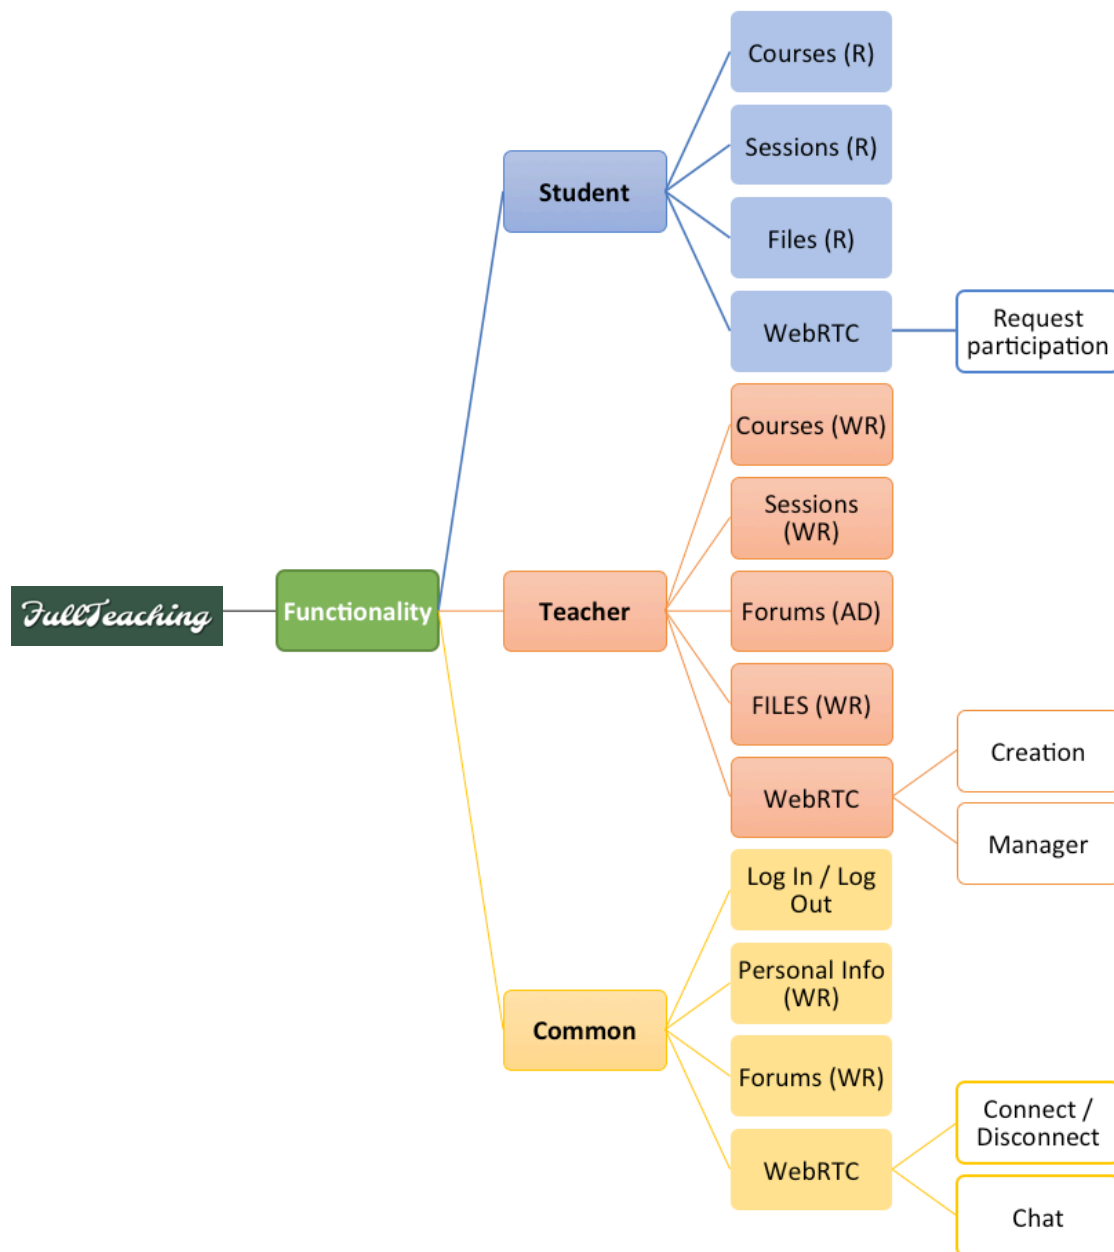 Courses (R)
Sessions (R)
Student
Files (R)
WebRTC
Request
participation
Courses (WR)
Sessions
(WR)
FullTeaching
Functionality
Teacher
Forums (AD)
FILES (WR)
Creation
WebRTC
Manager
Log In / Log
Out
Personal Info
(WR)
Common
Forums (WR)
Connect /
Disconnect
WebRTC
Chat